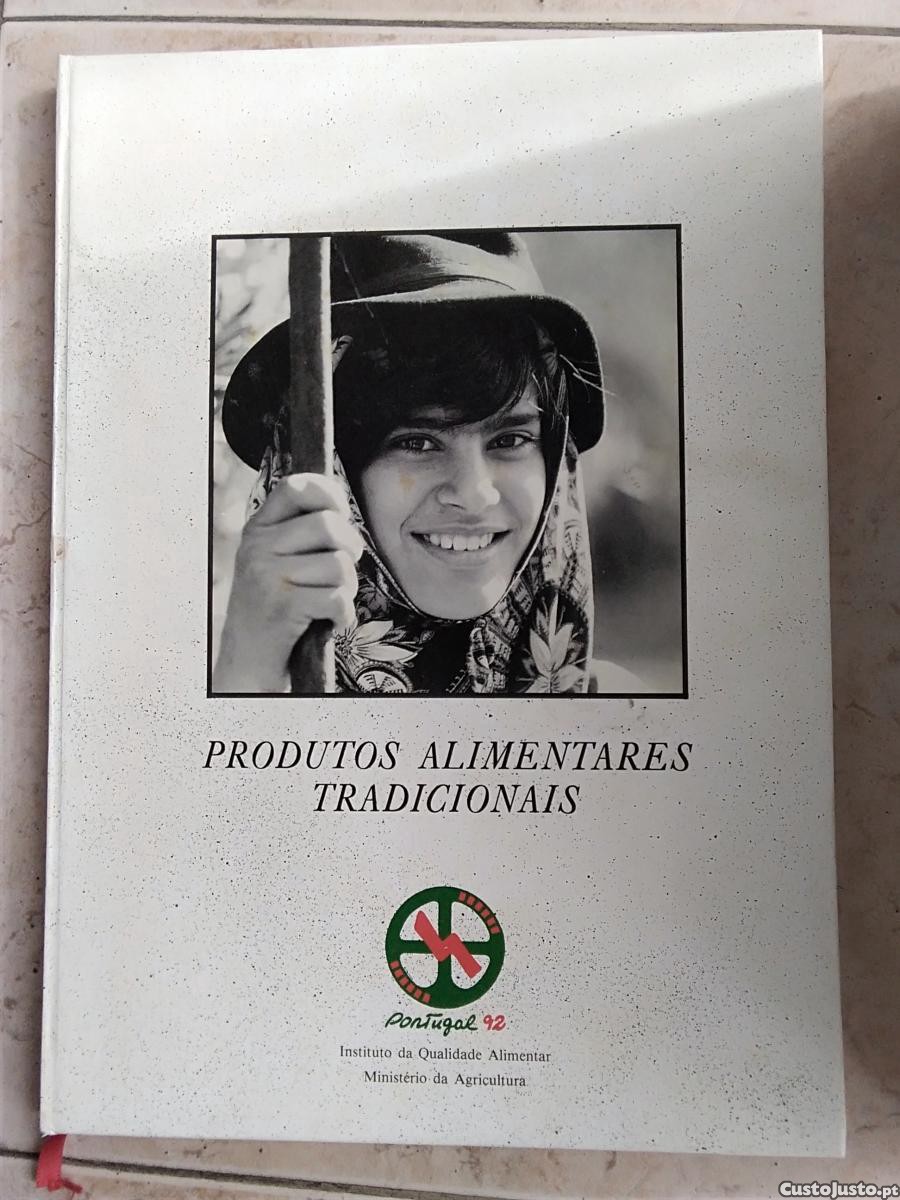 PRODUTOS ALIMENTARES
TRADICIONAIS
Portugal 92
Instituto da Qualidade Alimentar
Ministério da Agricultura
CustoJusto.pt